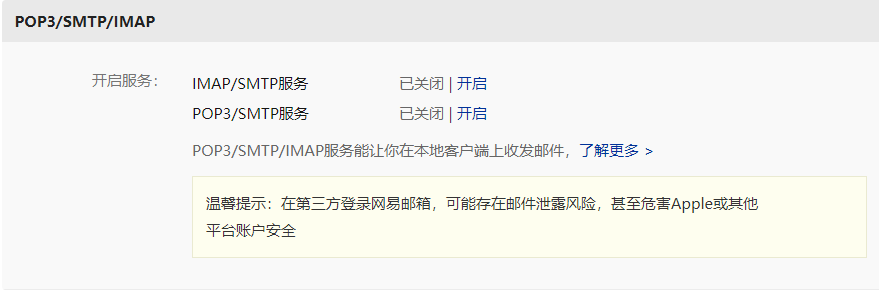 POP3/SMTP/IMAP
开启服务： IMAP/SMTP服务 已关闭 | 开启
POP3/SMTP服务 已关闭 | 开启
POP3/SMTP/IMAP服务能让你在本地客户端上收发邮件，了解更多 >
温馨提示：在第三方登录网易邮箱，可能存在邮件泄露风险，甚至危害Apple或其他
平台账户安全